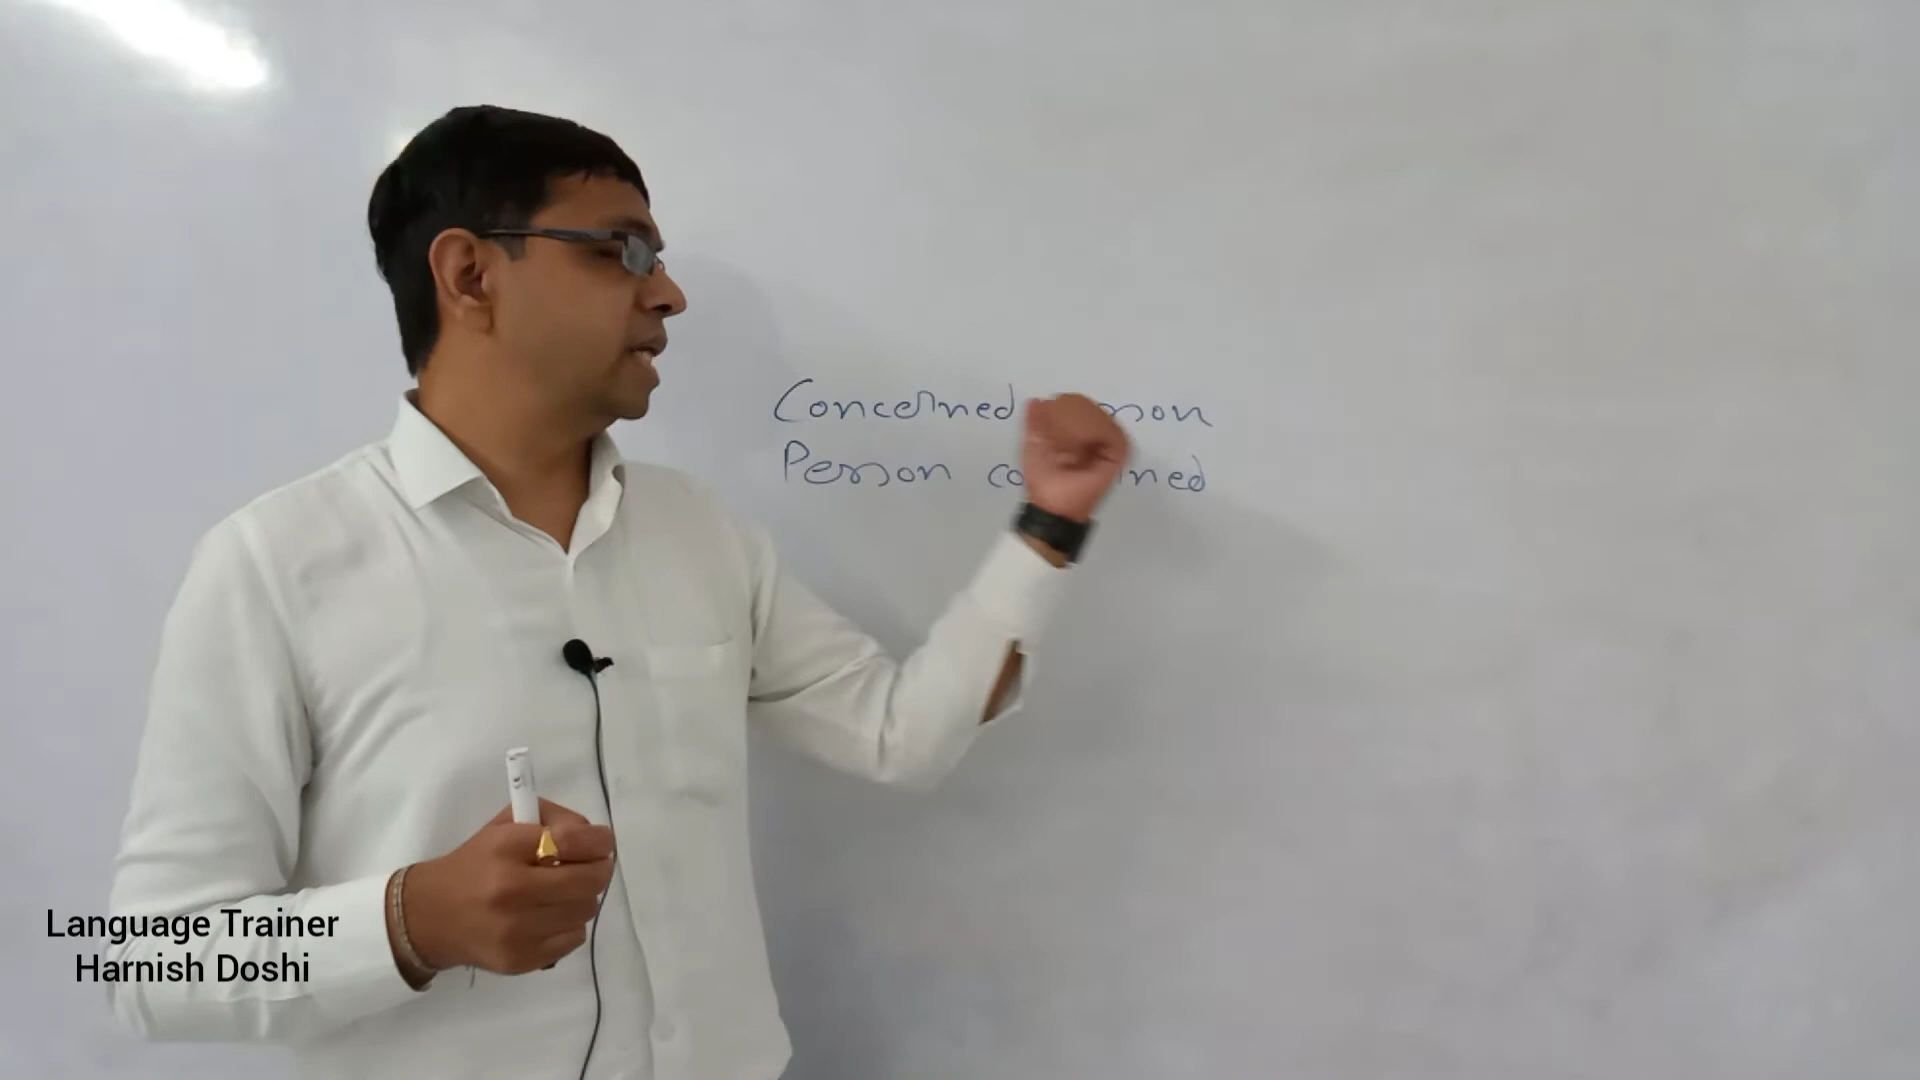 Concerned
Person
Language Trainer
Harnish Doshi